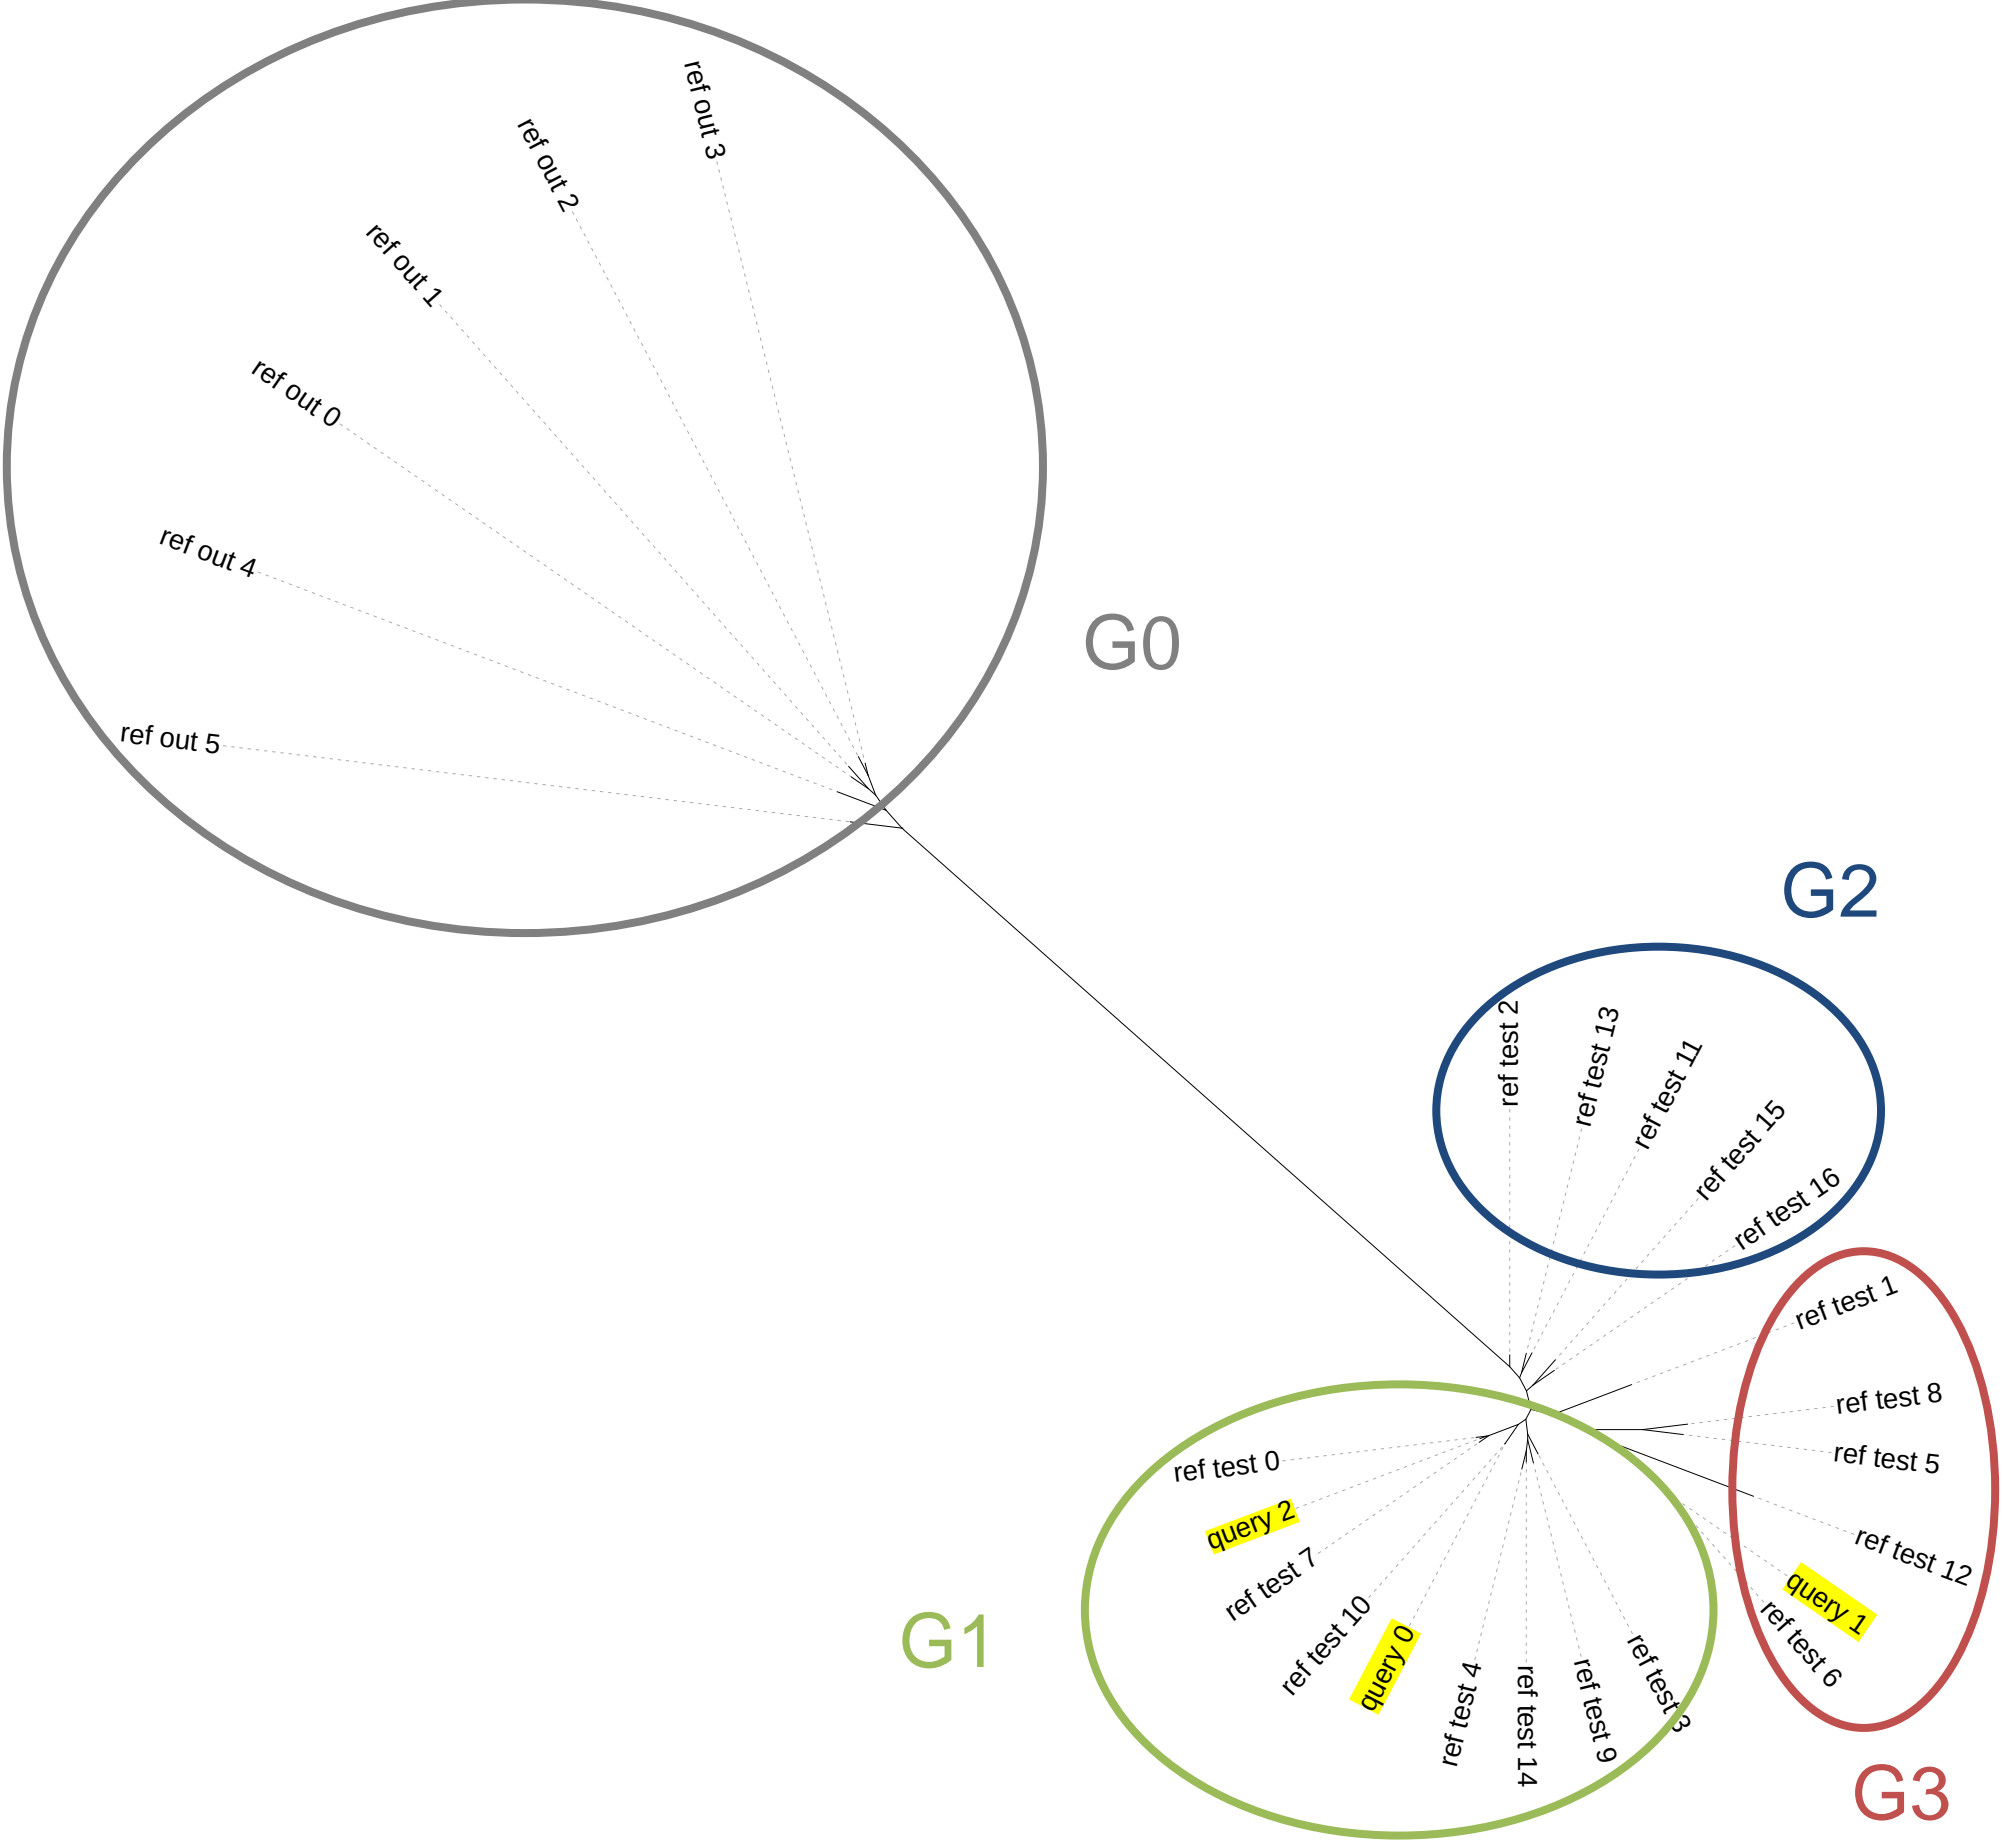 ref out 3
ref out 2
ref out 1
ref out 0
ref out 4
ref out 5
G0
G2
ref test 2
ref test 13
ref test 11
ref test 15
ref test 16
ref test 1
ref test 8
ref test 5
ref test 12
query 1
ref test 6
G3
ref test 0
query 2
ref test 7
ref test 10
query 0
ref test 4
ref test 14
ref test 9
ref test 3
G1